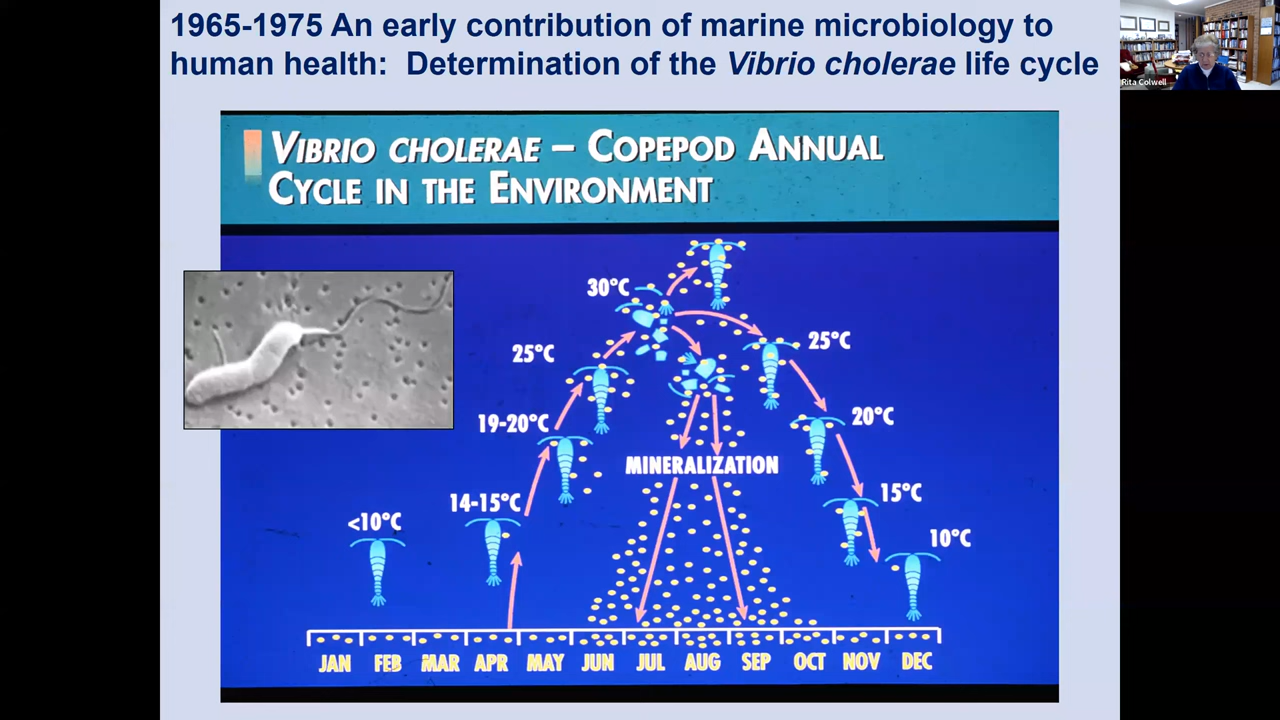 1965-1975 An early contribution of marine microbiology to
human health: Determination of the Vibrio cholerae life cycle
Rita Colwell
VIBRIO CHOLERAE – COPEPOD ANNUAL
CYCLE IN THE ENVIRONMENT
30°C
25°C
25°C
19-20°C
20°C
MINERALIZATION
14-15°C
15°C
<10°C
10°C
JAN FEB MAR APR MAY JUN JUL AUG SEP OCT NOV DEC